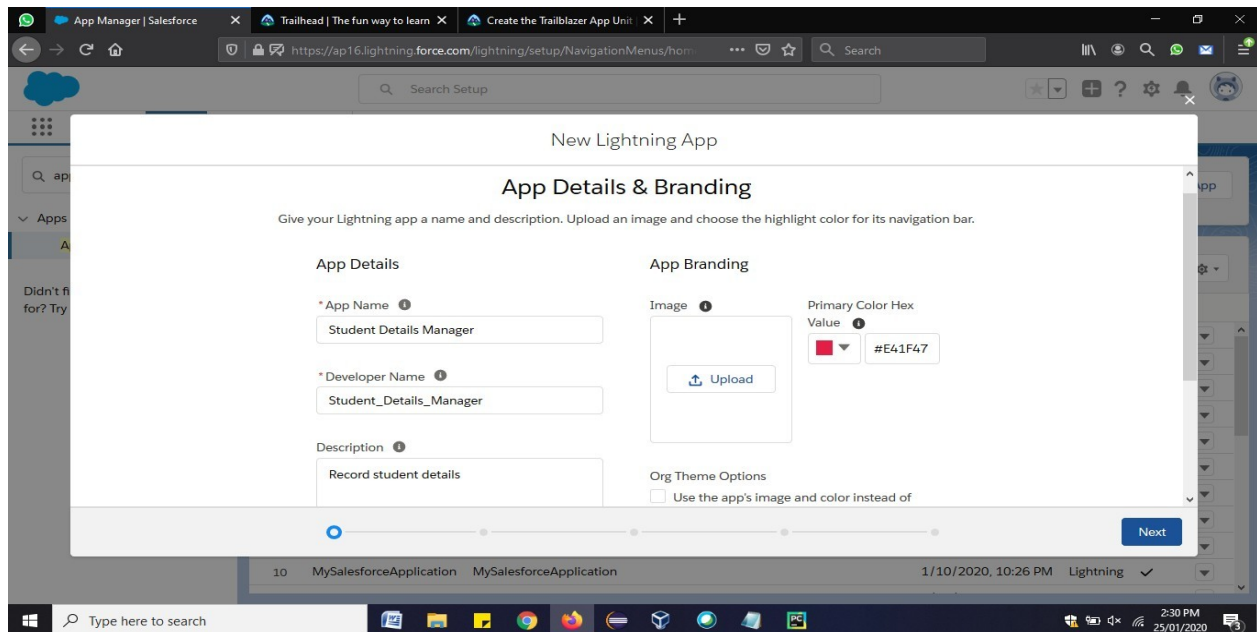 App Manager | Salesforce
Trailhead | The fun way to learn
Create the Trailblazer App Unit |
https://ap16.lightning.force.com/lightning/setup/NavigationMenus/hom
Search
Search Setup
New Lightning App
App Details & Branding
Give your Lightning app a name and description. Upload an image and choose the highlight color for its navigation bar.
App Details
App Branding
*App Name
Student Details Manager
*Developer Name
Student_Details_Manager
Description
Record student details
Image
Upload
Primary Color Hex
Value
#E41F47
Org Theme Options
Use the app's image and color instead of
Next
app
App
Apps
A
Didn't fi
for? Try
10 MySalesforceApplication MySalesforceApplication 1/10/2020, 10:26 PM Lightning
Type here to search
PC
2:30 PM
25/01/2020
3